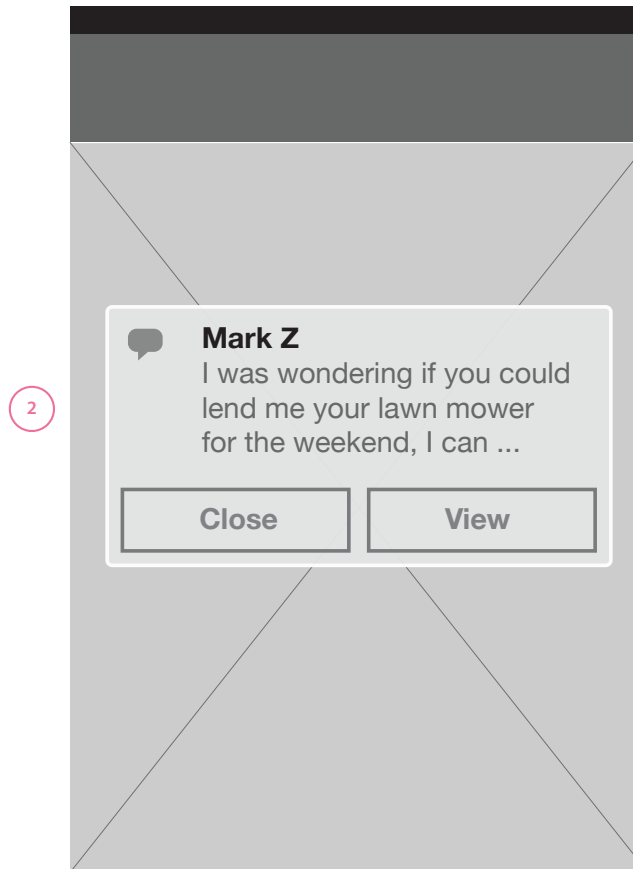 Mark Z
I was wondering if you could
lend me your lawn mower
for the weekend, I can ...
2
Close
View